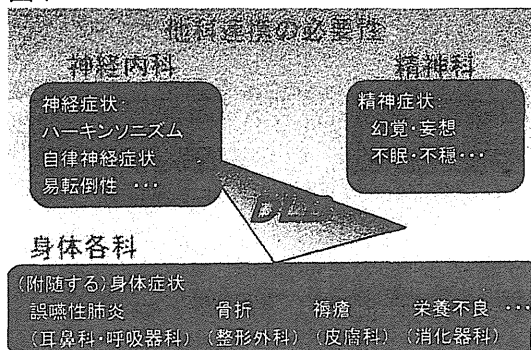 他科連携の必要性
神経内科
神経症状:
パーキンソニズム
自律神経症状
易転倒性 ・・・
精神科
精神症状:
幻覚・妄想
不眠・不穏・・・
身体各科
(附随する)身体症状
誤嚥性肺炎 骨折 褥瘡 栄養不良 ・・・
(耳鼻科・呼吸器科) (整形外科) (皮膚科) (消化器科)